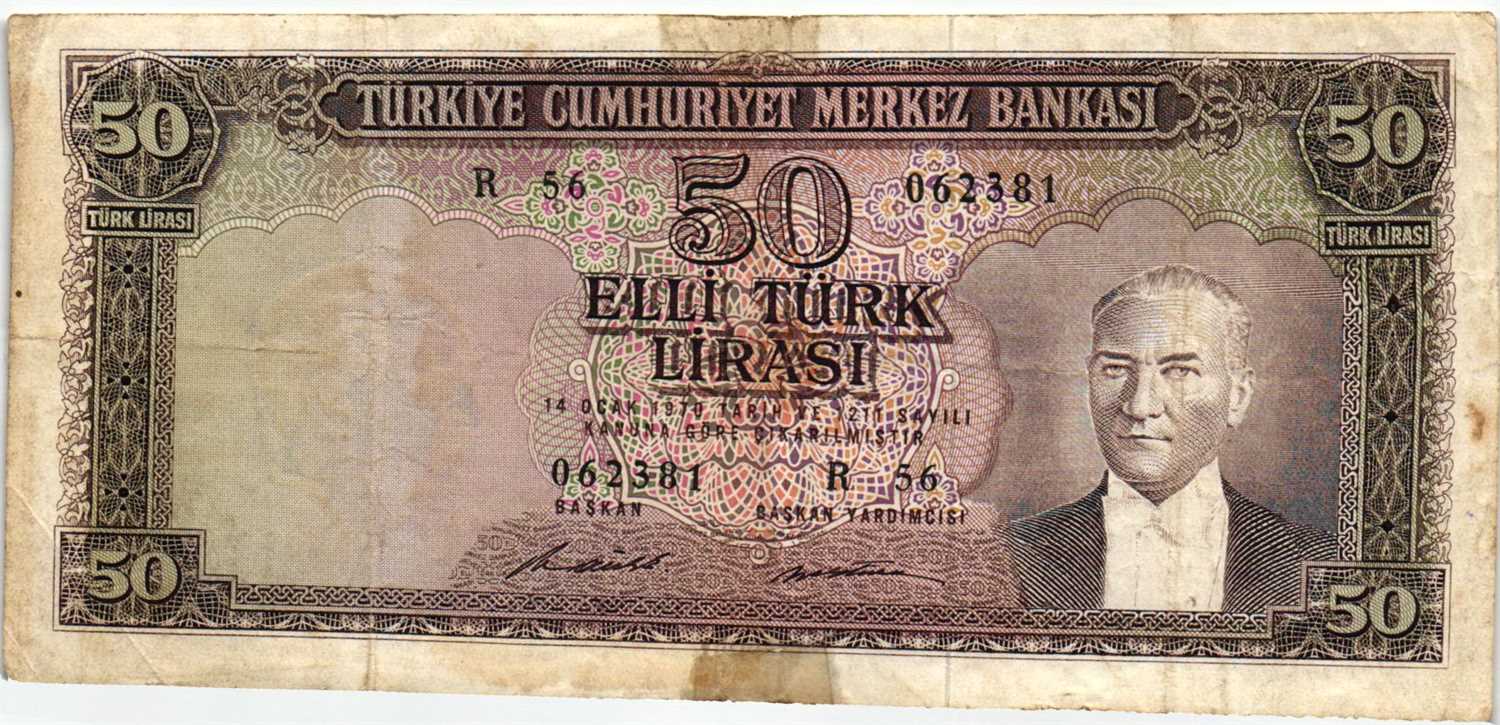 TÜRKİYE CUMHURİYET MERKEZ BANKASI
50 50
TÜRK LİRASI TÜRK LİRASI
R 56 50 062381
ELLİ TÜRK
LİRASI
14 OCAK 1970 TARİH VE 1211 SAYILI
KANUNA GÖRE ÇIKARILMIŞTIR
062381 R 56
BAŞKAN BAŞKAN YARDIMCISI
50 50